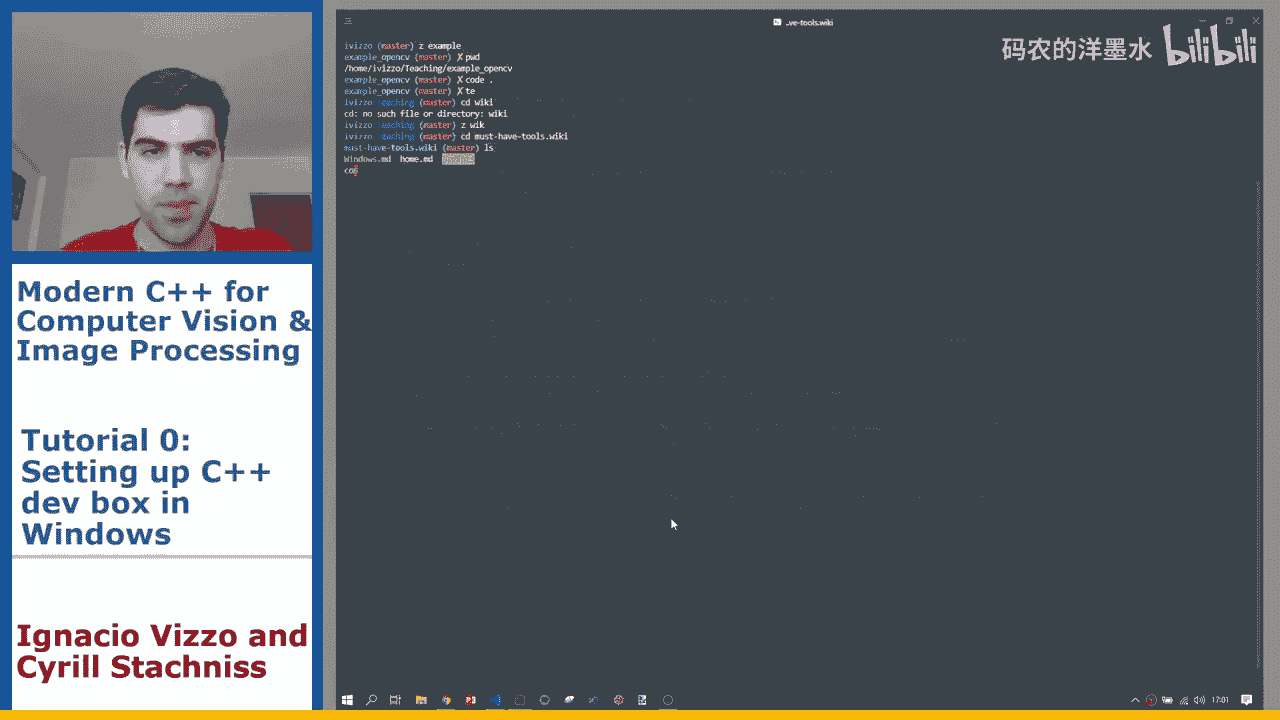 _ve-tools.wiki
码农的洋墨水 bilibili
ivizzo (master) z example
example_opencv (master) ✗ pwd
/home/ivizzo/Teaching/example_opencv
example_opencv (master) ✗ code .
example_opencv (master) ✗ te
ivizzo Teaching (master) cd wiki
cd: no such file or directory: wiki
ivizzo Teaching (master) z wik
ivizzo Teaching (master) cd must-have-tools.wiki
must-have-tools.wiki (master) ls
Windows.md home.md
Modern C++ for
Computer Vision &
Image Processing
Tutorial 0:
Setting up C++
dev box in
Windows
Ignacio Vizzo and
Cyrill Stachniss
17:01